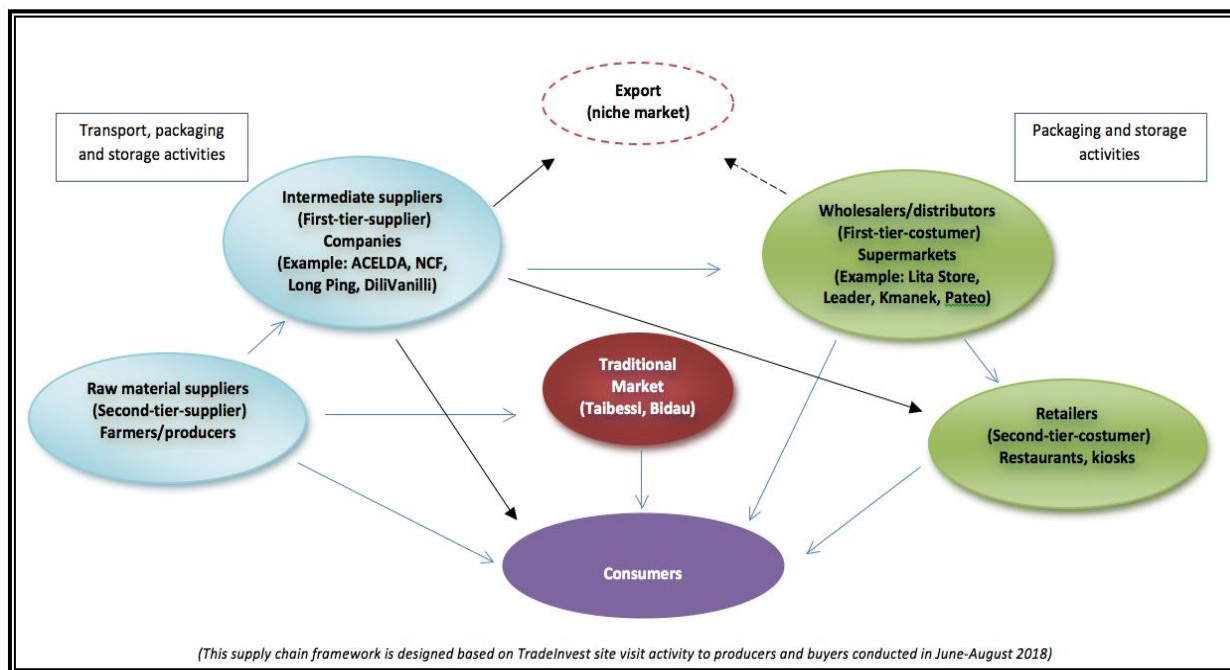 Export
(niche market)
Transport, packaging
and storage activities
Packaging and storage
activities
Intermediate suppliers
(First-tier-supplier)
Companies
(Example: ACELDA, NCF,
Long Ping, DiliVanilli)
Wholesalers/distributors
(First-tier-costumer)
Supermarkets
(Example: Lita Store,
Leader, Kmanek, Pateo)
Traditional
Market
(Taibessi, Bidau)
Raw material suppliers
(Second-tier-supplier)
Farmers/producers
Retailers
(Second-tier-costumer)
Restaurants, kiosks
Consumers
(This supply chain framework is designed based on TradeInvest site visit activity to producers and buyers conducted in June-August 2018)